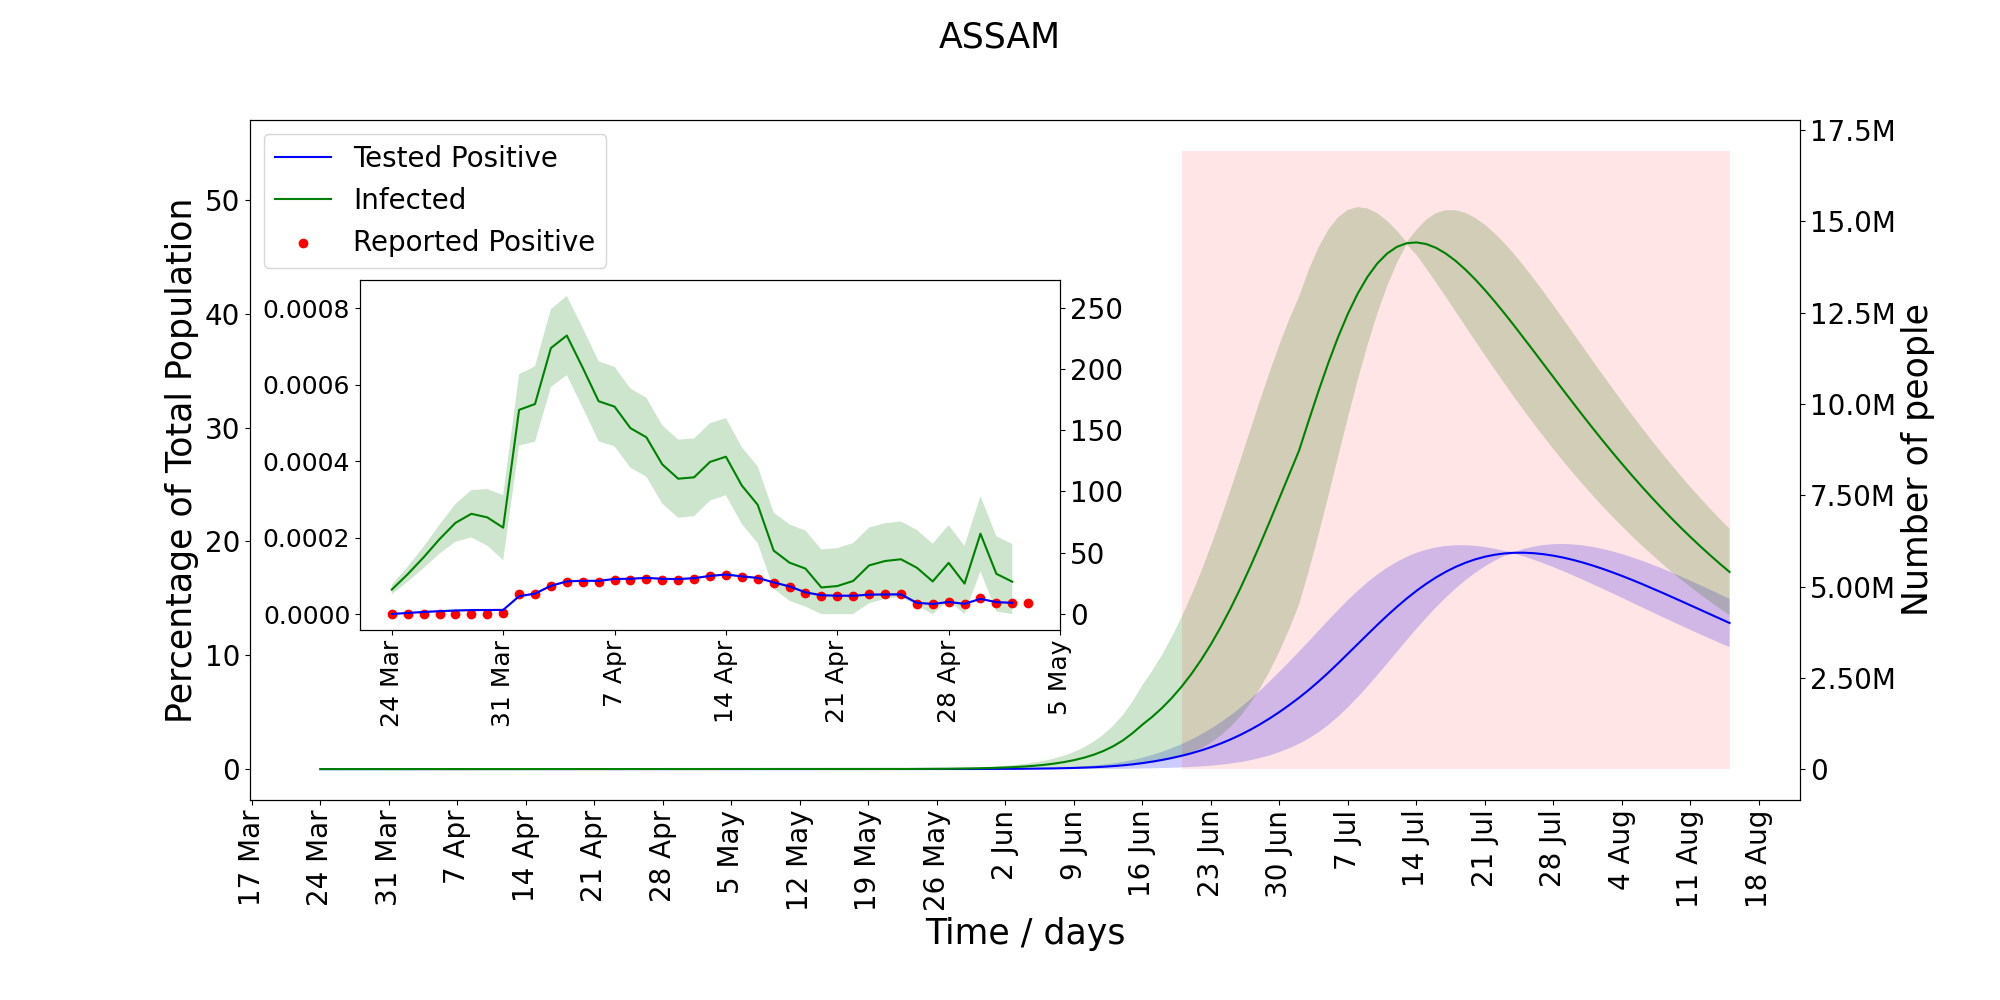 ASSAM
Tested Positive
Infected
Reported Positive
Percentage of Total Population
50
40
30
20
10
0
17.5M
15.0M
12.5M
10.0M
7.50M
5.00M
2.50M
0
Number of people
0.0008
0.0006
0.0004
0.0002
0.0000
250
200
150
100
50
0
24 Mar
31 Mar
7 Apr
14 Apr
21 Apr
28 Apr
5 May
17 Mar
24 Mar
31 Mar
7 Apr
14 Apr
21 Apr
28 Apr
5 May
12 May
19 May
26 May
2 Jun
9 Jun
16 Jun
23 Jun
30 Jun
7 Jul
14 Jul
21 Jul
28 Jul
4 Aug
11 Aug
18 Aug
Time / days